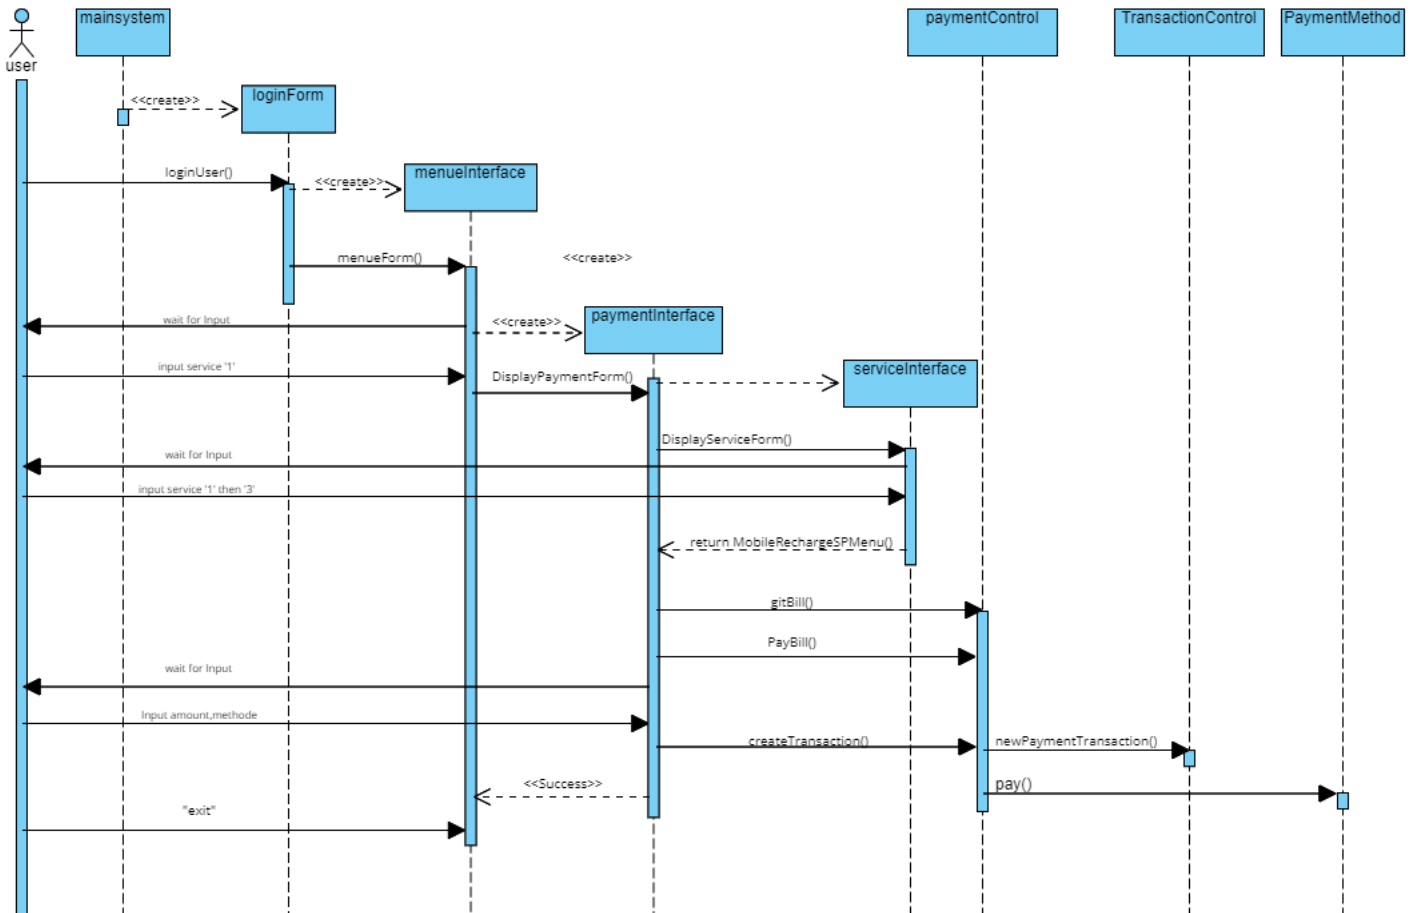 mainsystem
paymentControl
TransactionControl
PaymentMethod
user
<<create>>
loginForm
loginUser()
<<create>>
menueInterface
menueForm()
<<create>>
wait for Input
<<create>>
paymentInterface
input service '1'
DisplayPaymentForm()
serviceInterface
DisplayServiceForm()
wait for Input
input service '1' then '3'
return MobileRechargeSPMenu()
gitBill()
PayBill()
wait for Input
Input amount,methode
createTransaction()
newPaymentTransaction()
<<Success>>
pay()
"exit"